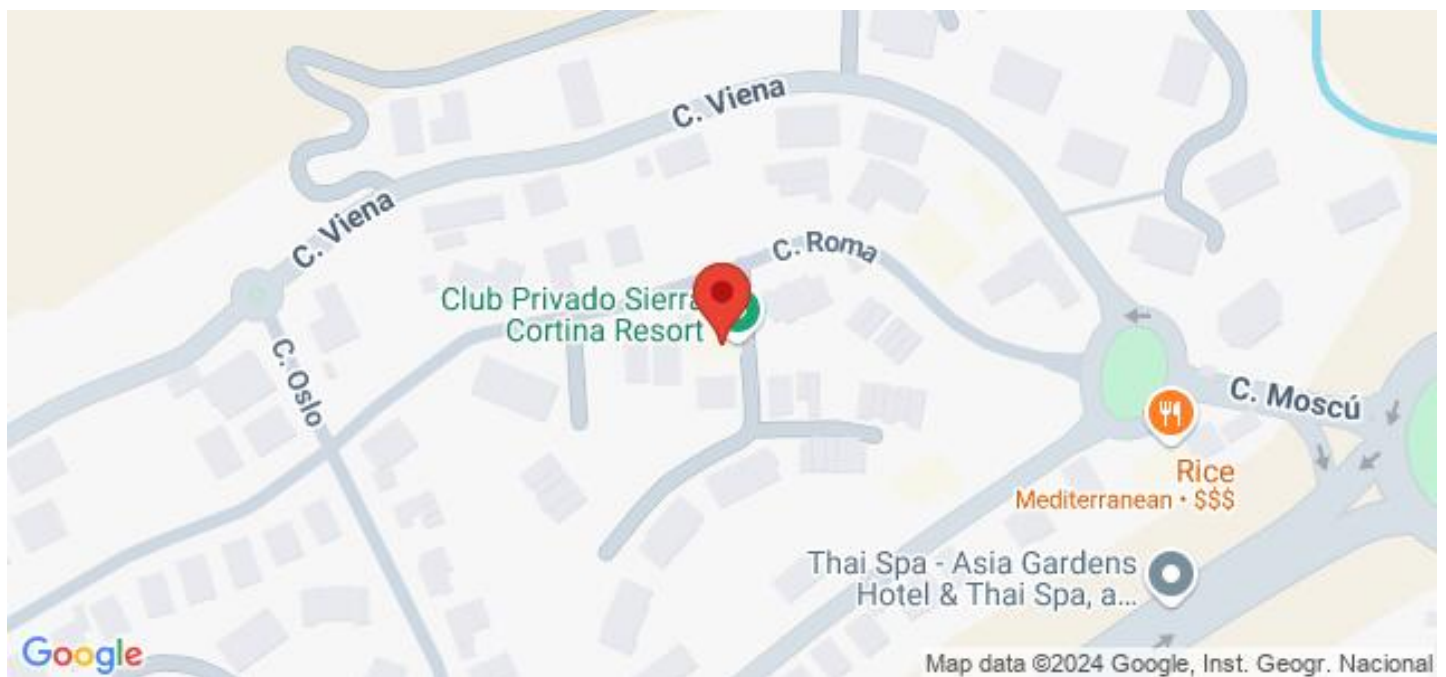 C. Viena
C. Viena
C. Roma
Club Privado Sierra
Cortina Resort
C. Oslo
C. Moscú
Rice
Mediterranean • $$$
Thai Spa - Asia Gardens
Hotel & Thai Spa, a...
Google
Map data ©2024 Google, Inst. Geogr. Nacional